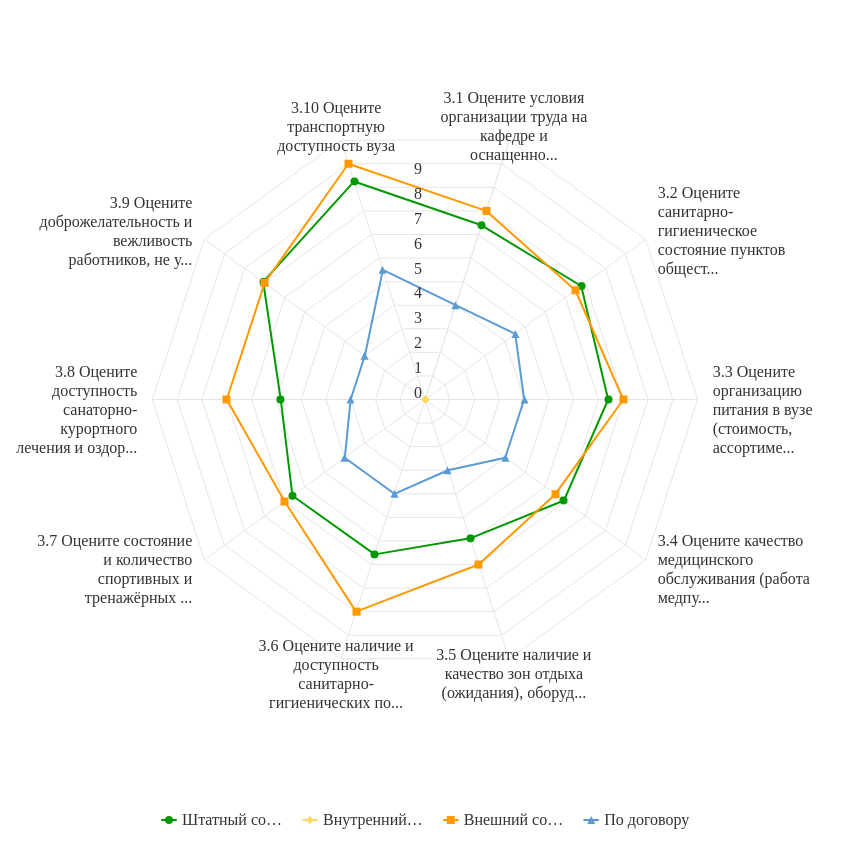 3.10 Оцените
транспортную
доступность вуза
3.1 Оцените условия
организации труда на
кафедре и
оснащенно...
3.2 Оцените
санитарно-
гигиеническое
состояние пунктов
общест...
3.3 Оцените
организацию
питания в вузе
(стоимость,
ассортиме...
3.4 Оцените качество
медицинского
обслуживания (работа
медпу...
3.5 Оцените наличие и
качество зон отдыха
(ожидания), оборуд...
3.6 Оцените наличие и
доступность
санитарно-
гигиенических по...
3.7 Оцените состояние
и количество
спортивных и
тренажёрных ...
3.8 Оцените
доступность
санаторно-
курортного
лечения и оздор...
3.9 Оцените
доброжелательность и
вежливость
работников, не у...
9
8
7
6
5
4
3
2
1
0
Штатный со…
Внутренний…
Внешний со…
По договору